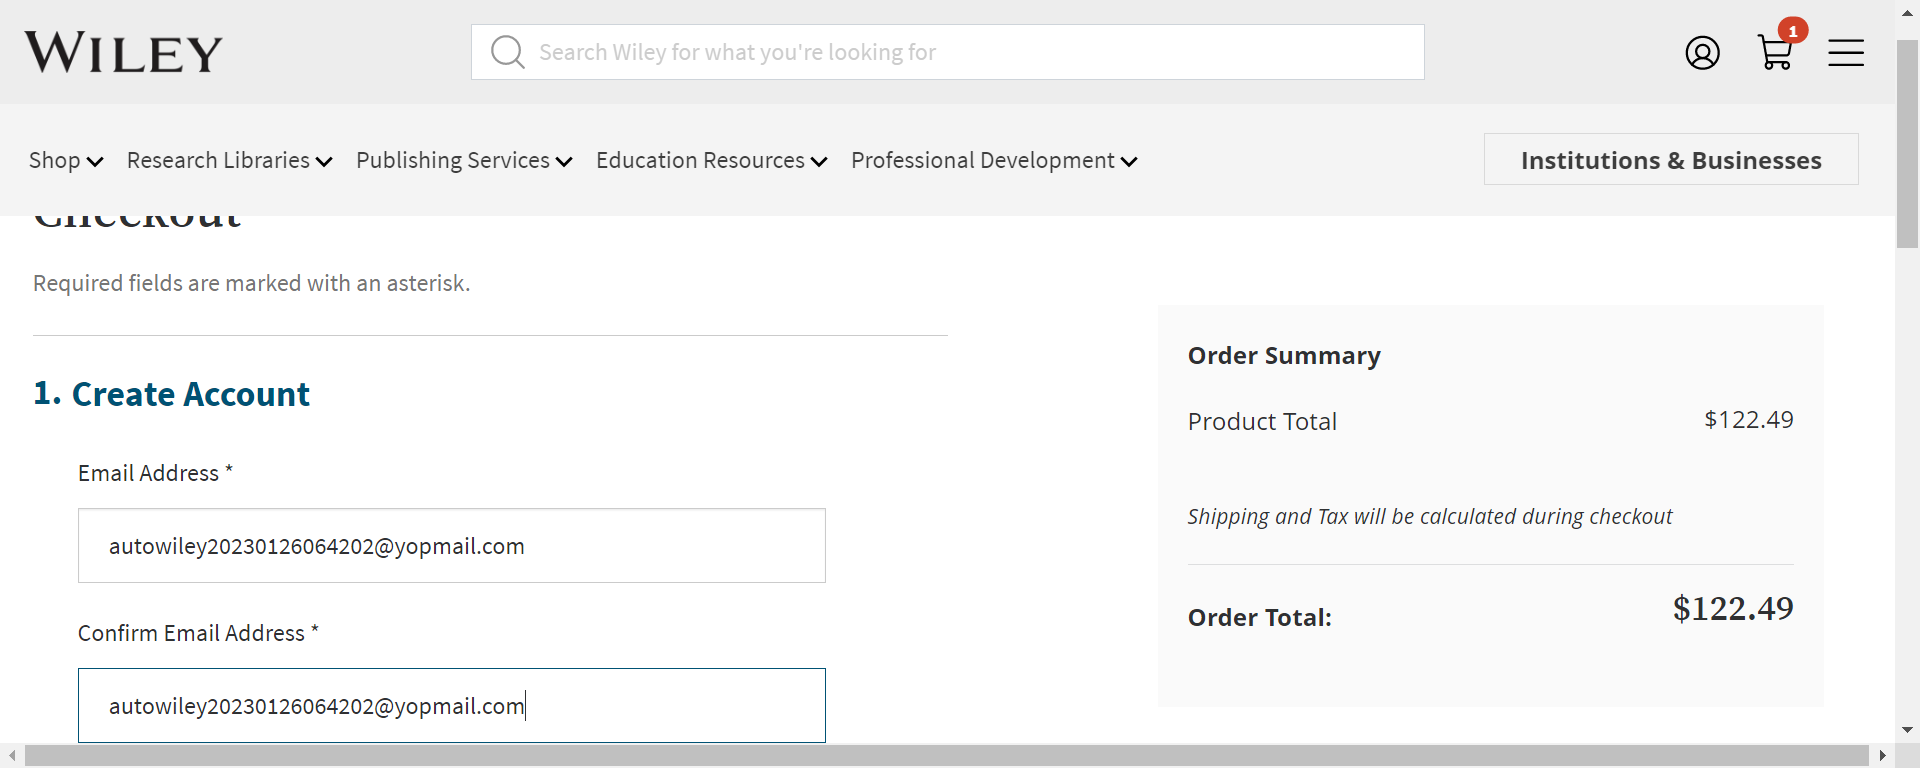 WILEY
Search Wiley for what you're looking for
1
Shop Research Libraries Publishing Services Education Resources Professional Development Institutions & Businesses
Checkout
Required fields are marked with an asterisk.
1. Create Account
Email Address *
autowiley20230126064202@yopmail.com
Confirm Email Address *
autowiley20230126064202@yopmail.com
Order Summary
Product Total $122.49
Shipping and Tax will be calculated during checkout
Order Total: $122.49